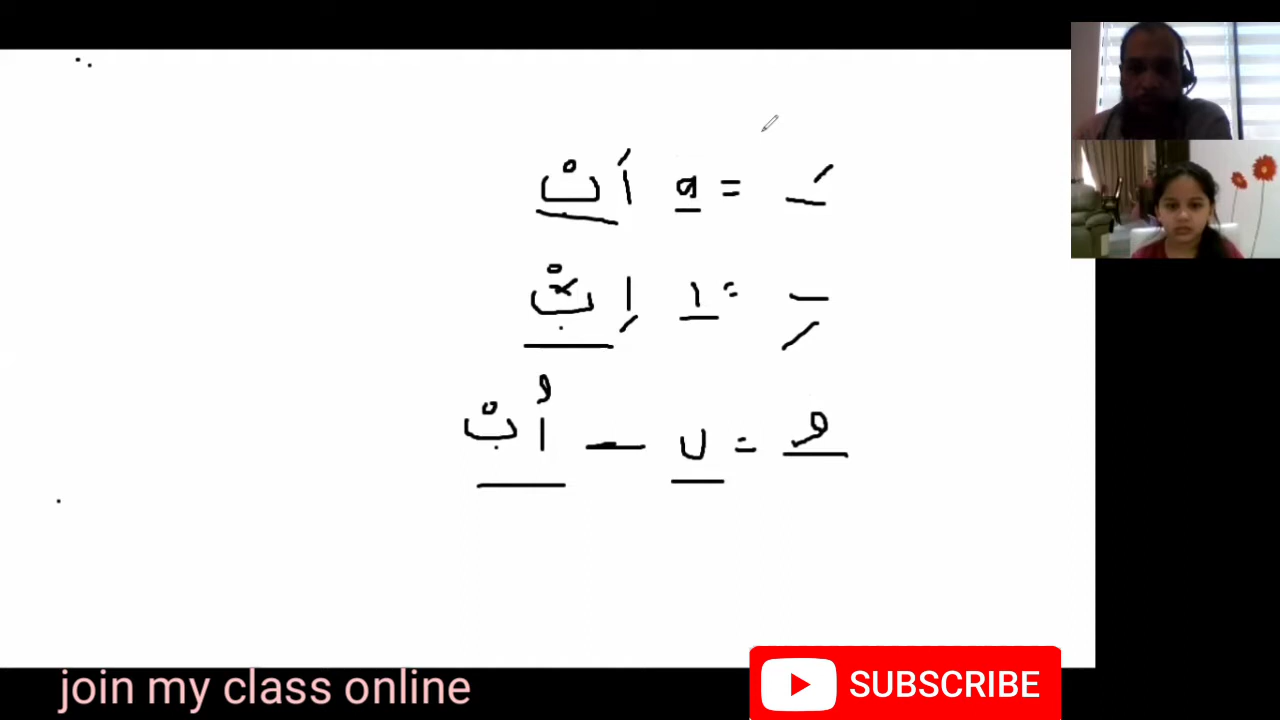 ـَ = a اَبْ
ـِ = ı اِبْ
ـُ = u — اُبْ
join my class online
SUBSCRIBE